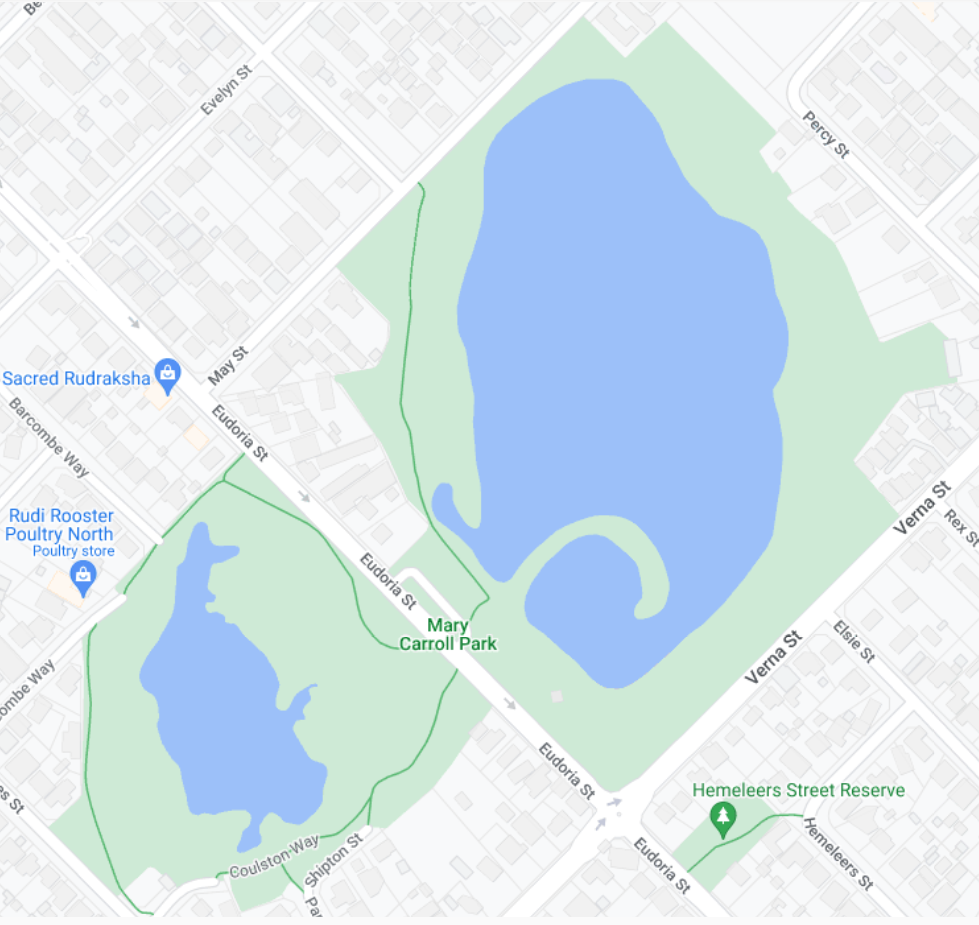 Evelyn St
Percy St
May St
Sacred Rudraksha
Barcombe Way
Eudoria St
Rudi Rooster
Poultry North
Poultry store
Verna St
Rex St
Eudoria St
Mary
Carroll Park
Elsie St
Verna St
ombe Way
Eudoria St
es St
Hemeleers Street Reserve
Coulston Way
Shipton St
Eudoria St
Hemeleers St